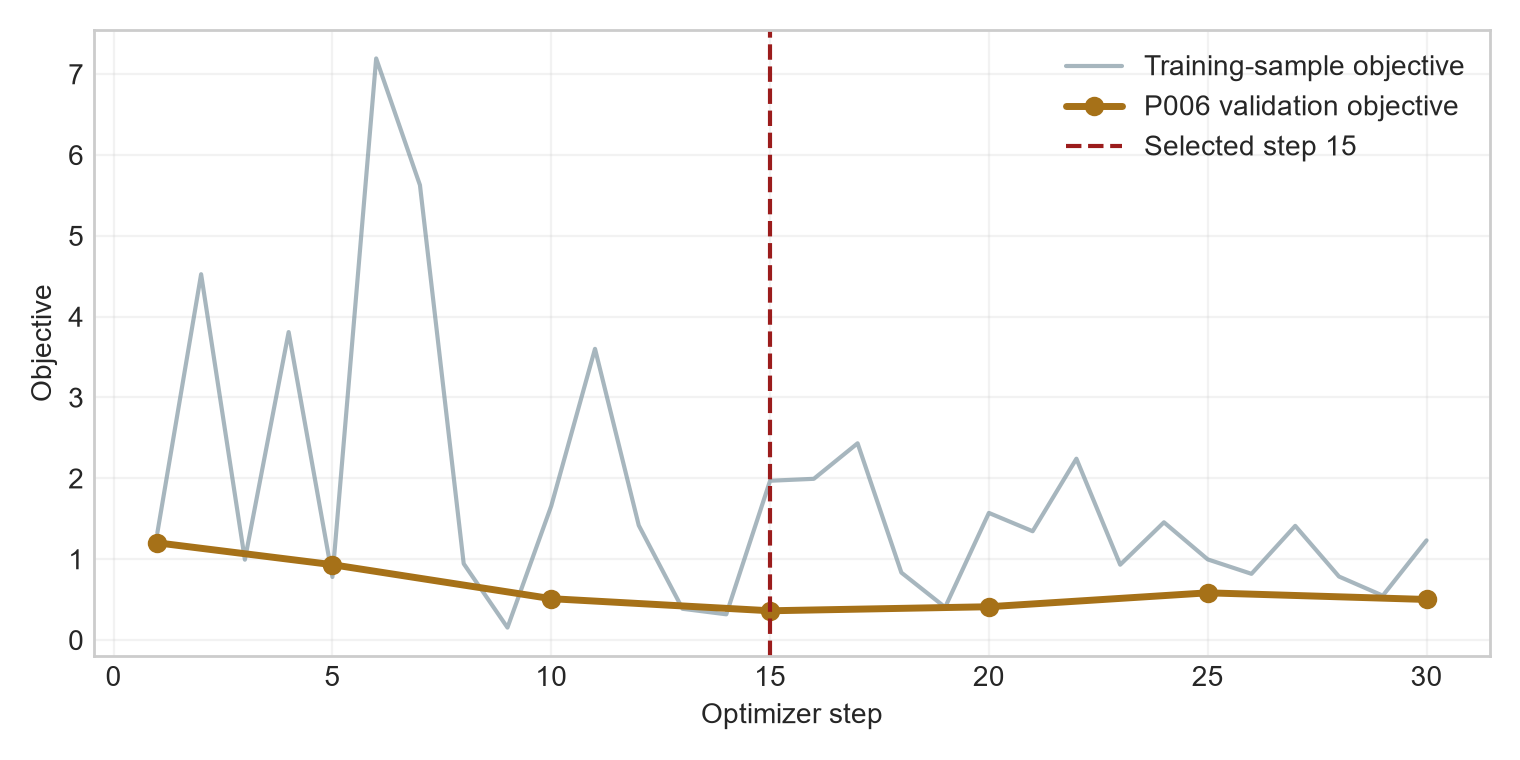 Training-sample objective
P006 validation objective
Selected step 15
Objective
7
6
5
4
3
2
1
0
0 5 10 15 20 25 30
Optimizer step